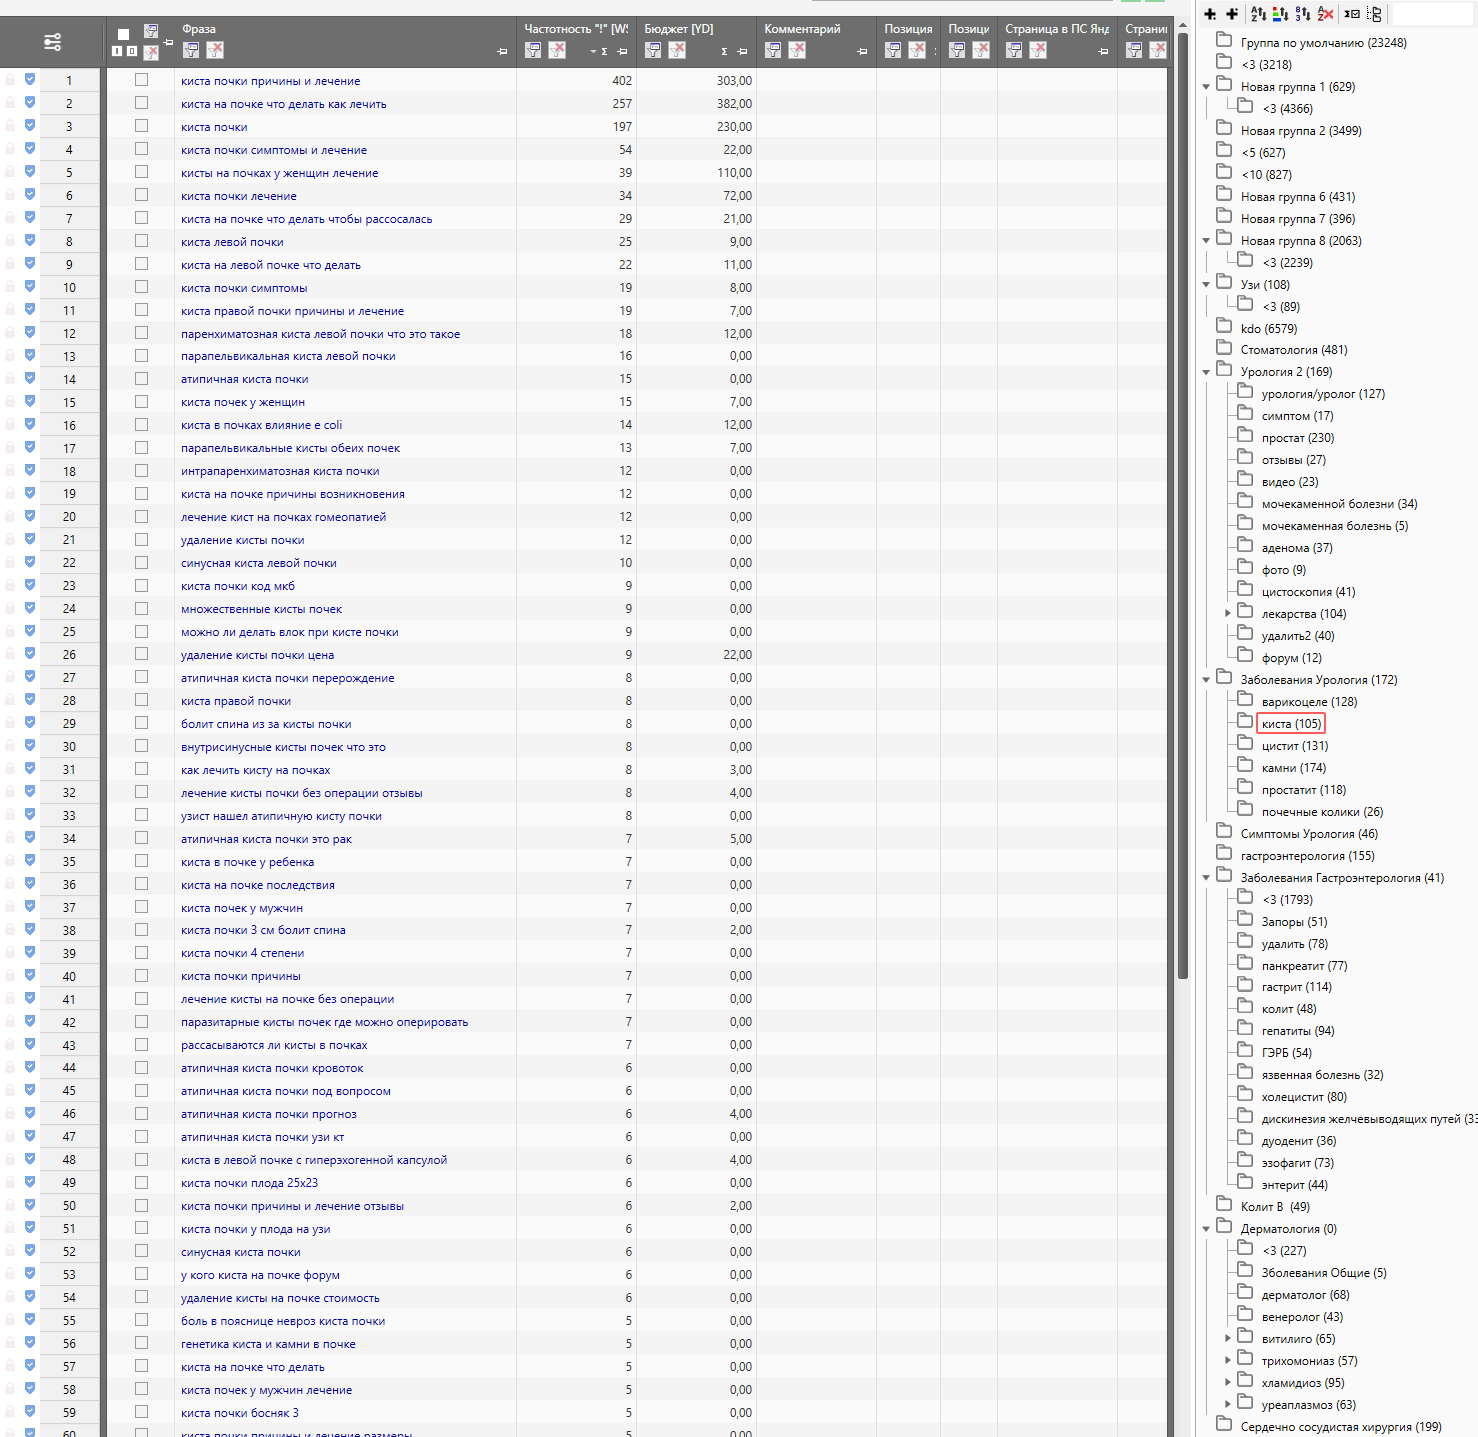 Фраза
Частотность "!" [WS
Бюджет [YD]
Комментарий
Позиция
Позици
Страница в ПС Янд
Страни
1 киста почки причины и лечение 402 303,00
2 киста на почке что делать как лечить 257 382,00
3 киста почки 197 230,00
4 киста почки симптомы и лечение 54 22,00
5 кисты на почках у женщин лечение 39 110,00
6 киста почки лечение 34 72,00
7 киста на почке что делать чтобы рассосалась 29 21,00
8 киста левой почки 25 9,00
9 киста на левой почке что делать 22 11,00
10 киста почки симптомы 19 8,00
11 киста правой почки причины и лечение 19 7,00
12 паренхиматозная киста левой почки что это такое 18 12,00
13 парапельвикальная киста левой почки 16 0,00
14 атипичная киста почки 15 0,00
15 киста почек у женщин 15 7,00
16 киста в почках влияние e coli 14 12,00
17 парапельвикальные кисты обеих почек 13 7,00
18 интрапаренхиматозная киста почки 12 0,00
19 киста на почке причины возникновения 12 0,00
20 лечение кист на почках гомеопатией 12 0,00
21 удаление кисты почки 12 0,00
22 синусная киста левой почки 10 0,00
23 киста почки код мкб 9 0,00
24 множественные кисты почек 9 0,00
25 можно ли делать влок при кисте почки 9 0,00
26 удаление кисты почки цена 9 22,00
27 атипичная киста почки перерождение 8 0,00
28 киста правой почки 8 0,00
29 болит спина из за кисты почки 8 0,00
30 внутрисинусные кисты почек что это 8 0,00
31 как лечить кисту на почках 8 3,00
32 лечение кисты почки без операции отзывы 8 4,00
33 узист нашел атипичную кисту почки 8 0,00
34 атипичная киста почки это рак 7 5,00
35 киста в почке у ребенка 7 0,00
36 киста на почке последствия 7 0,00
37 киста почек у мужчин 7 0,00
38 киста почки 3 см болит спина 7 2,00
39 киста почки 4 степени 7 0,00
40 киста почки причины 7 0,00
41 лечение кисты на почке без операции 7 0,00
42 паразитарные кисты почек где можно оперировать 7 0,00
43 рассасываются ли кисты в почках 7 0,00
44 атипичная киста почки кровоток 6 0,00
45 атипичная киста почки под вопросом 6 0,00
46 атипичная киста почки прогноз 6 4,00
47 атипичная киста почки узи кт 6 0,00
48 киста в левой почке с гиперэхогенной капсулой 6 4,00
49 киста почки плода 25х23 6 0,00
50 киста почки причины и лечение отзывы 6 2,00
51 киста почки у плода на узи 6 0,00
52 синусная киста почки 6 0,00
53 у кого киста на почке форум 6 0,00
54 удаление кисты на почке стоимость 6 0,00
55 боль в пояснице невроз киста почки 5 0,00
56 генетика киста и камни в почке 5 0,00
57 киста на почке что делать 5 0,00
58 киста почек у мужчин лечение 5 0,00
59 киста почки босняк 3 5 0,00
60 киста почки причины и лечение размеры 5 0,00
Группа по умолчанию (23248)
<3 (3218)
Новая группа 1 (629)
<3 (4366)
Новая группа 2 (3499)
<5 (627)
<10 (827)
Новая группа 6 (431)
Новая группа 7 (396)
Новая группа 8 (2063)
<3 (2239)
Узи (108)
<3 (89)
kdo (6579)
Стоматология (481)
Урология 2 (169)
урология/уролог (127)
симптом (17)
простат (230)
отзывы (27)
видео (23)
мочекаменной болезни (34)
мочекаменная болезнь (5)
аденома (37)
фото (9)
цистоскопия (41)
лекарства (104)
удалить2 (40)
форум (12)
Заболевания Урология (172)
варикоцеле (128)
киста (105)
цистит (131)
камни (174)
простатит (118)
почечные колики (26)
Симптомы Урология (46)
гастроэнтерология (155)
Заболевания Гастроэнтерология (41)
<3 (1793)
Запоры (51)
удалить (78)
панкреатит (77)
гастрит (114)
колит (48)
гепатиты (94)
ГЭРБ (54)
язвенная болезнь (32)
холецистит (80)
дискинезия желчевыводящих путей (33
дуоденит (36)
эзофагит (73)
энтерит (44)
Колит В (49)
Дерматология (0)
<3 (227)
Зболевания Общие (5)
дерматолог (68)
венеролог (43)
витилиго (65)
трихомониаз (57)
хламидиоз (95)
уреаплазмоз (63)
Сердечно сосудистая хирургия (199)